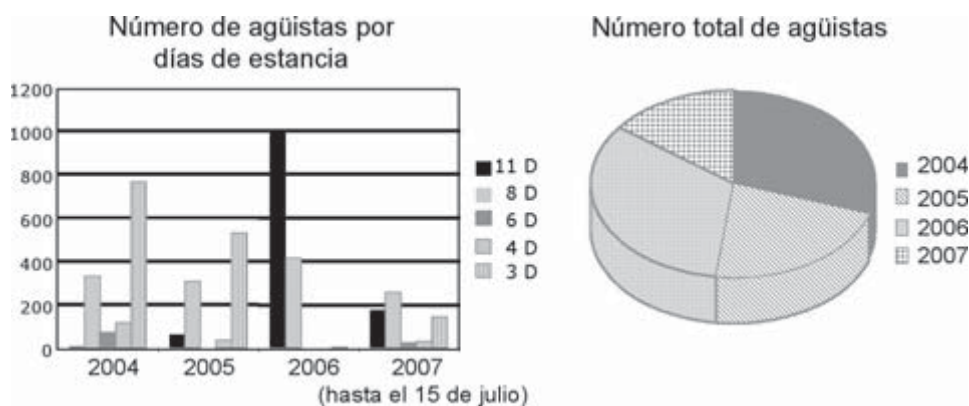 Número de agüistas por
días de estancia
1200
1000
800
600
400
200
0
2004
2005
2006
2007
(hasta el 15 de julio)
11 D
8 D
6 D
4 D
3 D
Número total de agüistas
2004
2005
2006
2007